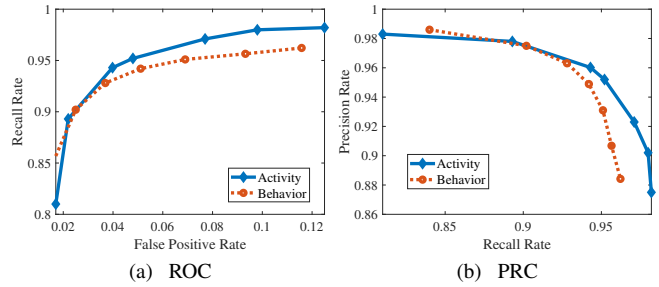 1
0.95
0.9
0.85
0.8
Recall Rate
0.02 0.04 0.06 0.08 0.1 0.12
False Positive Rate
Activity
Behavior
(a) ROC
1
0.98
0.96
0.94
0.92
0.9
0.88
0.86
Precision Rate
0.85 0.9 0.95
Recall Rate
Activity
Behavior
(b) PRC